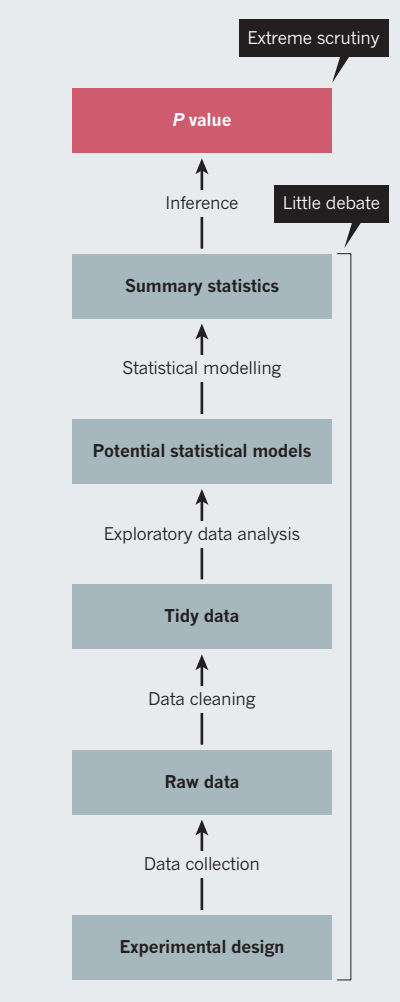 Extreme scrutiny
P value
Inference
Little debate
Summary statistics
Statistical modelling
Potential statistical models
Exploratory data analysis
Tidy data
Data cleaning
Raw data
Data collection
Experimental design